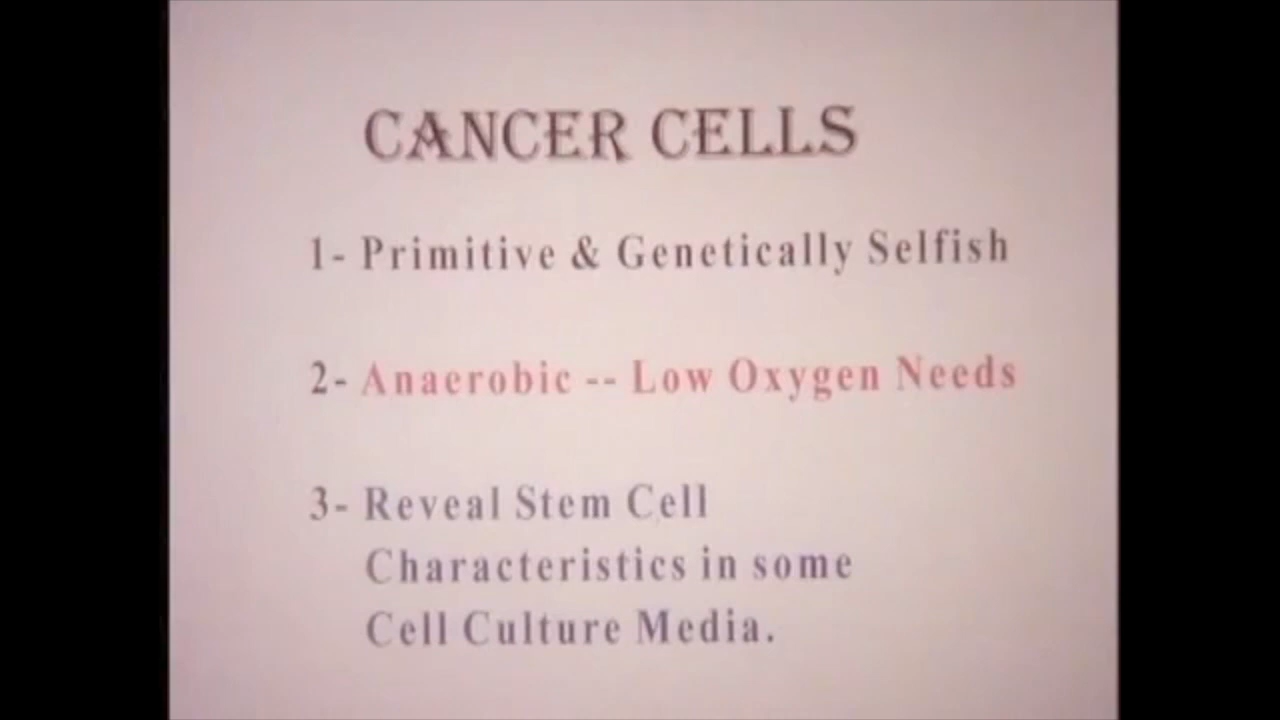 CANCER CELLS
1- Primitive & Genetically Selfish
2- Anaerobic -- Low Oxygen Needs
3- Reveal Stem Cell
Characteristics in some
Cell Culture Media.